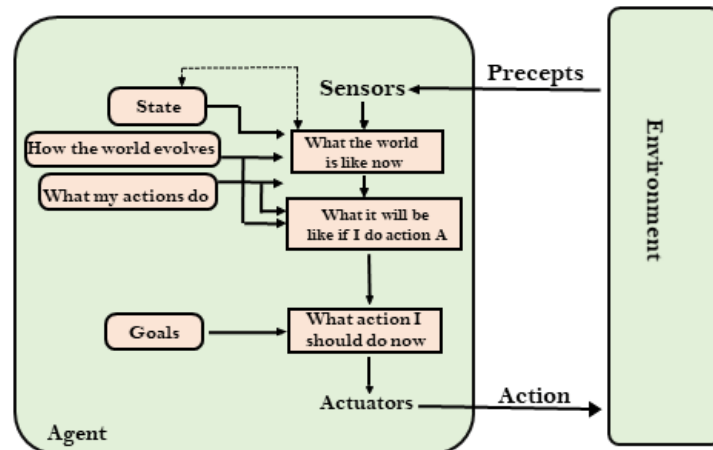 Precepts
Sensors
State
What the world
is like now
How the world evolves
What my actions do
What it will be
like if I do action A
Environment
Goals
What action I
should do now
Actuators
Action
Agent